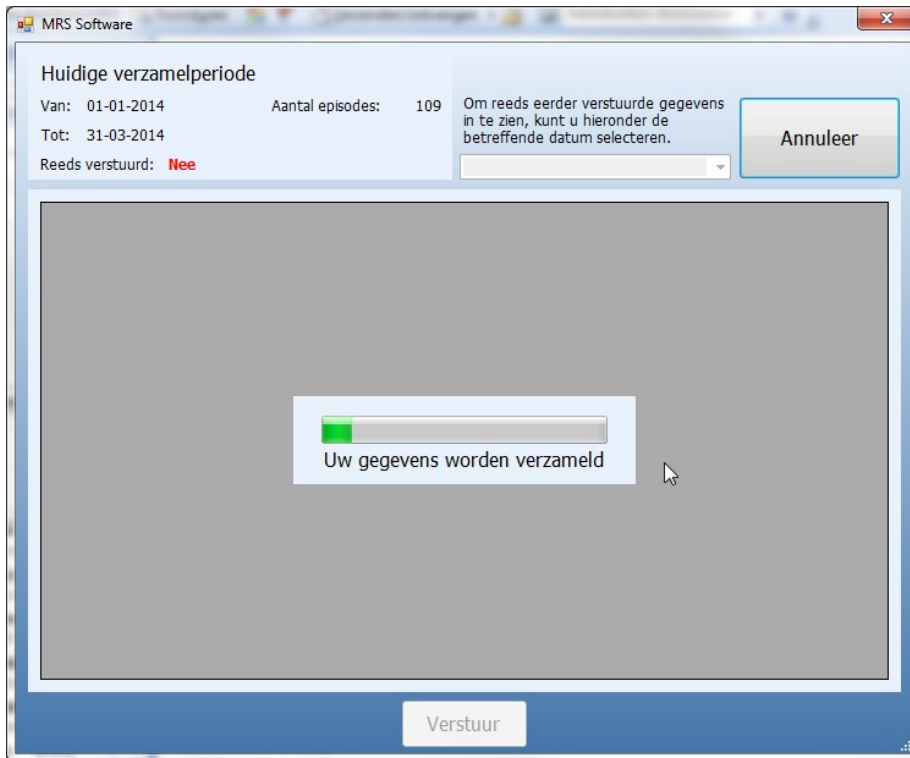 MRS Software
Huidige verzamelperiode
Van: 01-01-2014 Aantal episodes: 109
Tot: 31-03-2014
Reeds verstuurd: Nee
Om reeds eerder verstuurde gegevens
in te zien, kunt u hieronder de
betreffende datum selecteren.
Annuleer
Uw gegevens worden verzameld
Verstuur